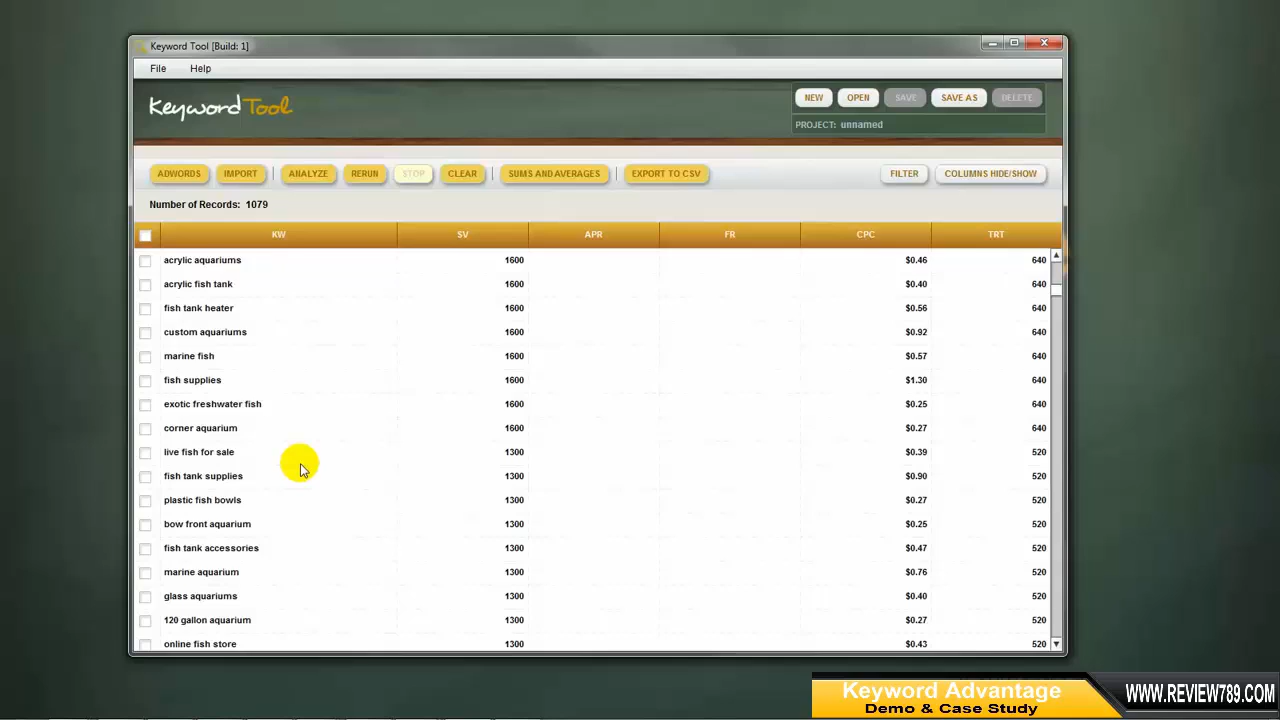 Keyword Tool [Build: 1]
File Help
KeywordTool
NEW OPEN SAVE SAVE AS DELETE
PROJECT: unnamed
ADWORDS IMPORT ANALYZE RERUN STOP CLEAR SUMS AND AVERAGES EXPORT TO CSV FILTER COLUMNS HIDE/SHOW
Number of Records: 1079
KW SV APR FR CPC TRT
acrylic aquariums 1600 $0.46 640
acrylic fish tank 1600 $0.40 640
fish tank heater 1600 $0.56 640
custom aquariums 1600 $0.92 640
marine fish 1600 $0.57 640
fish supplies 1600 $1.30 640
exotic freshwater fish 1600 $0.25 640
corner aquarium 1600 $0.27 640
live fish for sale 1300 $0.39 520
fish tank supplies 1300 $0.90 520
plastic fish bowls 1300 $0.27 520
bow front aquarium 1300 $0.25 520
fish tank accessories 1300 $0.47 520
marine aquarium 1300 $0.76 520
glass aquariums 1300 $0.40 520
120 gallon aquarium 1300 $0.27 520
online fish store 1300 $0.43 520
Keyword Advantage
Demo & Case Study
WWW.REVIEW789.COM